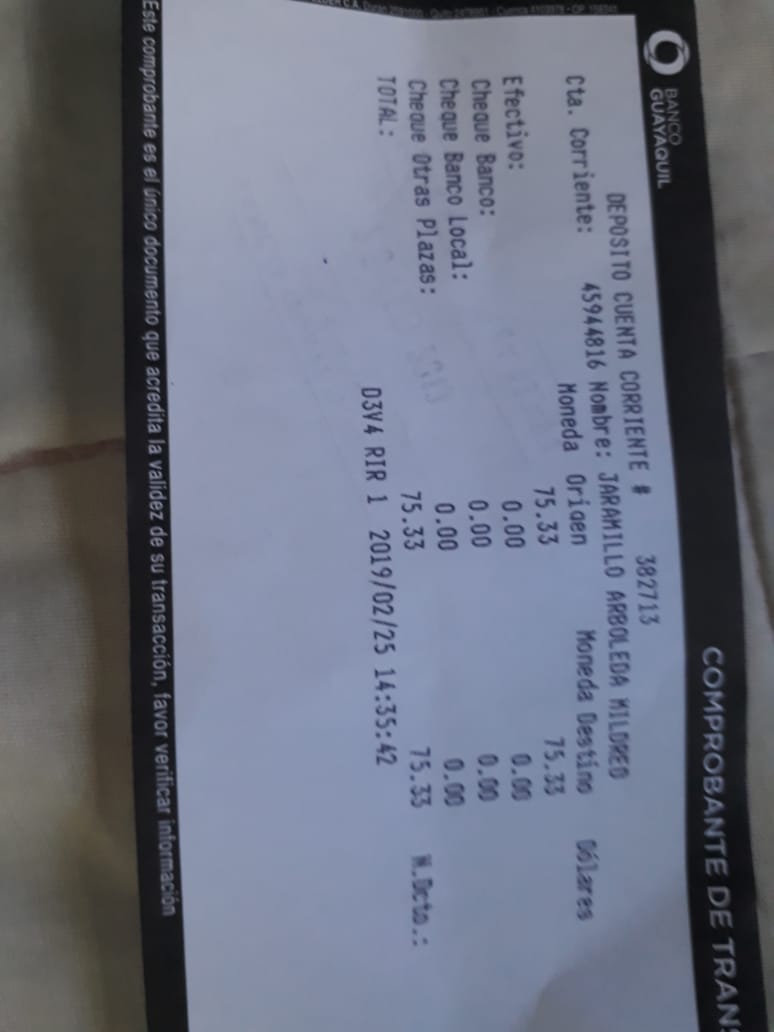 COMPROBANTE DE TRANS
BANCO
GUAYAQUIL
DEPOSITO CUENTA CORRIENTE # 382713
Cta. Corriente: 45944816 Nombre: JARAMILLO ARBOLEDA MILDRED
Moneda Origen Moneda Destino Dólares
Efectivo: 75.33 75.33
Cheque Banco: 0.00 0.00
Cheque Banco Local: 0.00 0.00
Cheque Otras Plazas: 0.00 0.00
TOTAL: 75.33 75.33 N.Dcto.:
D3V4 RIR 1 2019/02/25 14:35:42
Este comprobante es el único documento que acredita la validez de su transacción, favor verificar información